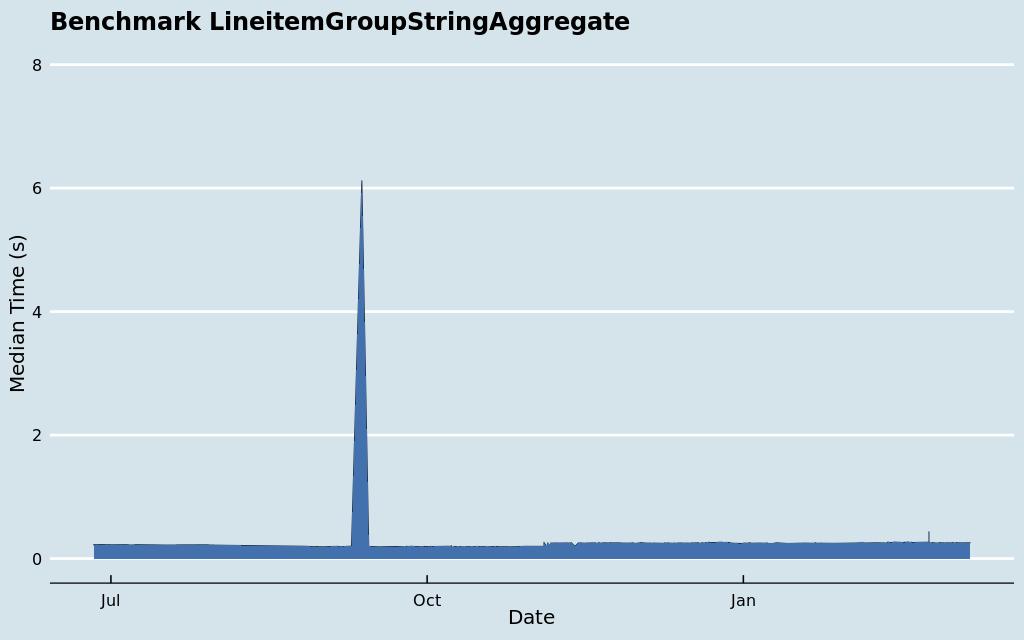 Benchmark LineitemGroupStringAggregate
8
6
4
2
0
Median Time (s)
Jul
Oct
Jan
Date